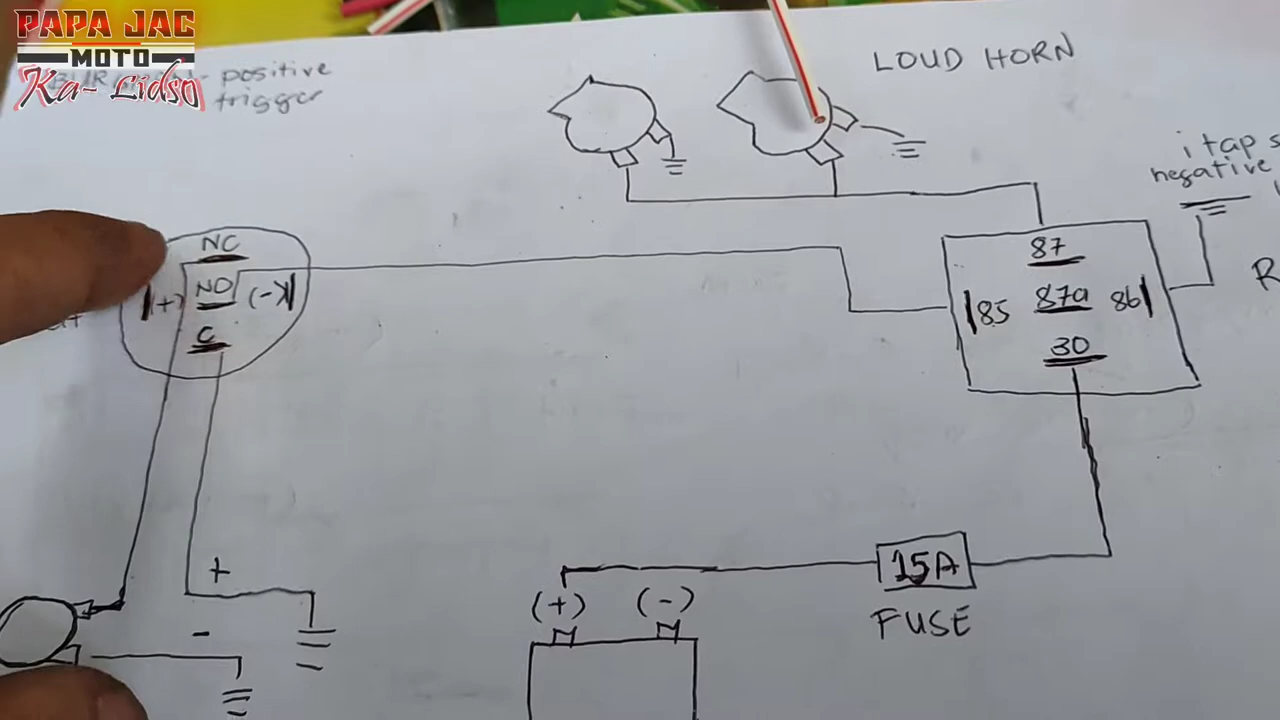 PAPA JAC
MOTO
Ka-Lidso
positive
trigger
LOUD HORN
i tap s
negative
NC
(+) NO (-)
C
87
85 87a 86
30
R
+
-
(+) (-)
15A
FUSE